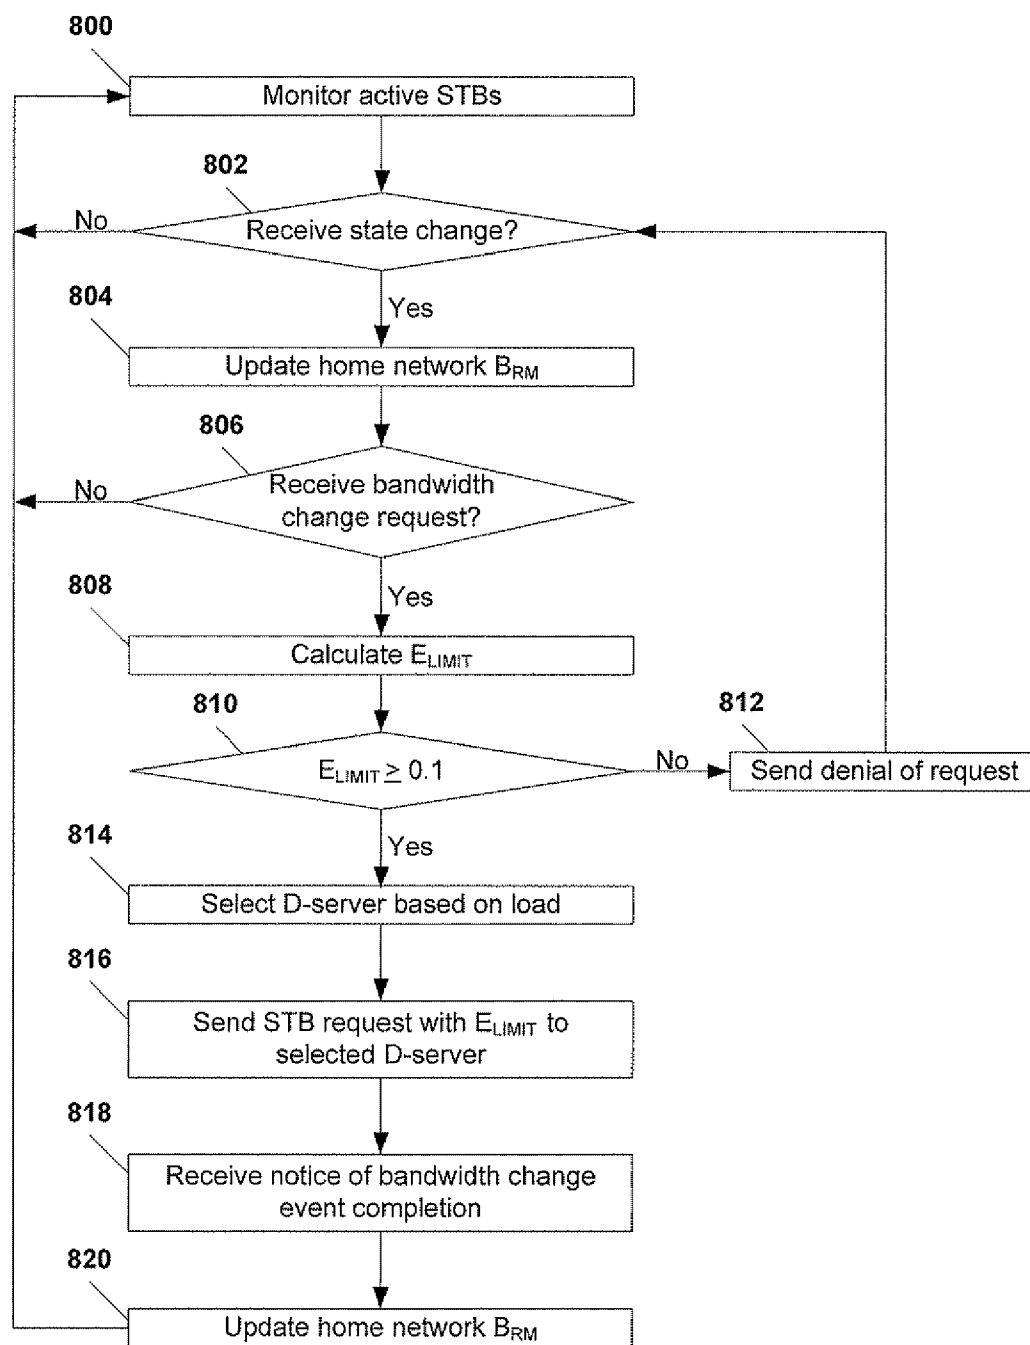 800
Monitor active STBs
802
No
Receive state change?
Yes
804
Update home network B_RM
806
No
Receive bandwidth
change request?
Yes
808
Calculate E_LIMIT
810
E_LIMIT ≥ 0.1
No
812
Send denial of request
Yes
814
Select D-server based on load
816
Send STB request with E_LIMIT to
selected D-server
818
Receive notice of bandwidth change
event completion
820
Update home network B_RM